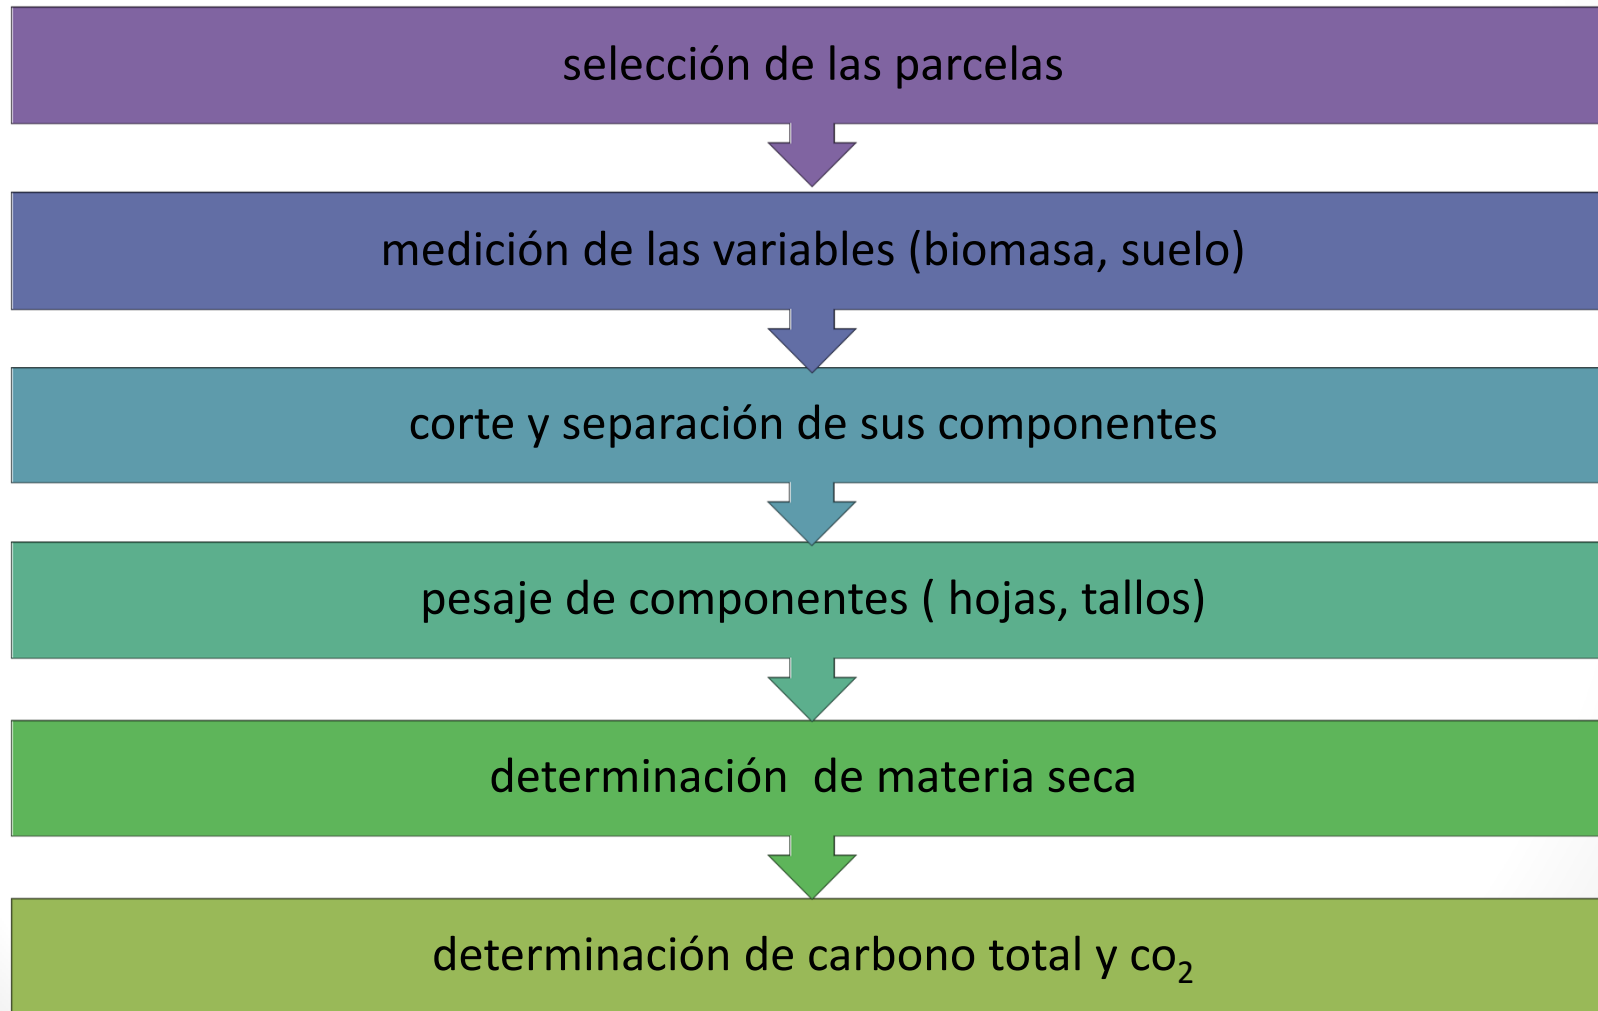 selección de las parcelas
medición de las variables (biomasa, suelo)
corte y separación de sus componentes
pesaje de componentes ( hojas, tallos)
determinación  de materia seca
determinación de carbono total y co₂